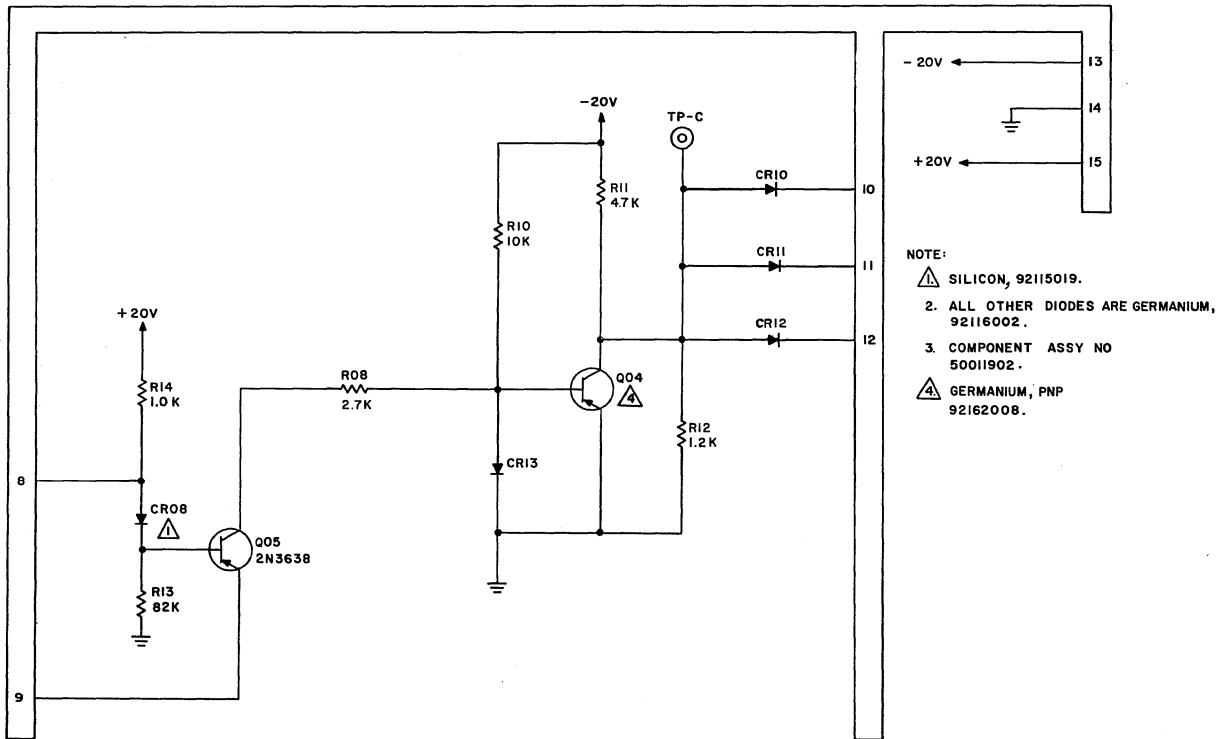 -20V
13
14
+20V
15
-20V
TP-C
CR10
10
R11
4.7K
R10
10K
CR11
11
CR12
12
NOTE:
1. SILICON, 92115019.
2. ALL OTHER DIODES ARE GERMANIUM,
92116002.
3. COMPONENT ASSY NO
50011902.
4. GERMANIUM, PNP
92162008.
+20V
R14
1.0K
R08
2.7K
Q04
4
R12
1.2K
CR13
8
CR08
1
Q05
2N3638
R13
82K
9